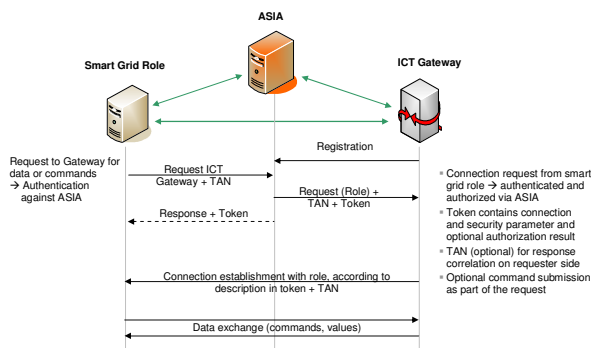 ASIA
Smart Grid Role
ICT Gateway
Registration
Request to Gateway for
data or commands
→ Authentication
against ASIA
Request ICT
Gateway + TAN
Request (Role) +
TAN + Token
Response + Token
Connection establishment with role, according to
description in token + TAN
Data exchange (commands, values)
▪ Connection request from smart
grid role → authenticated and
authorized via ASIA
▪ Token contains connection
and security parameter and
optional authorization result
▪ TAN (optional) for response
correlation on requester side
▪ Optional command submission
as part of the request